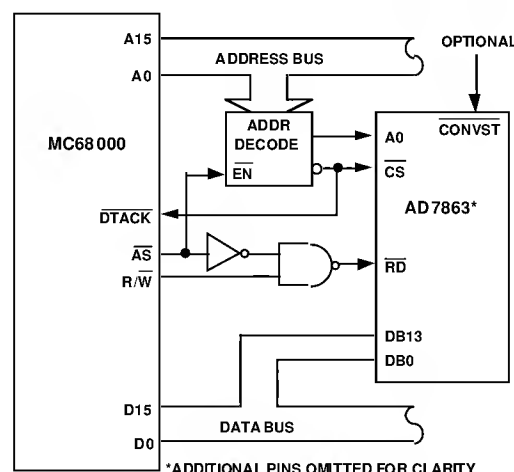 A15
OPTIONAL
ADDRESS BUS
A0
MC68000
ADDR
DECODE
EN
A0
CONVST
CS
AD7863*
DTACK
AS
R/W
RD
DB13
DB0
D15
DATA BUS
D0
*ADDITIONAL PINS OMITTED FOR CLARITY